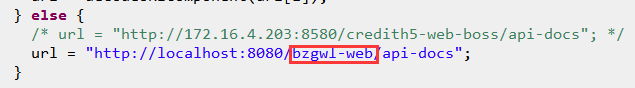 } else {
/* url = "http://172.16.4.203:8580/credith5-web-boss/api-docs"; */
url = "http://localhost:8080/bzgwl-web/api-docs";
}